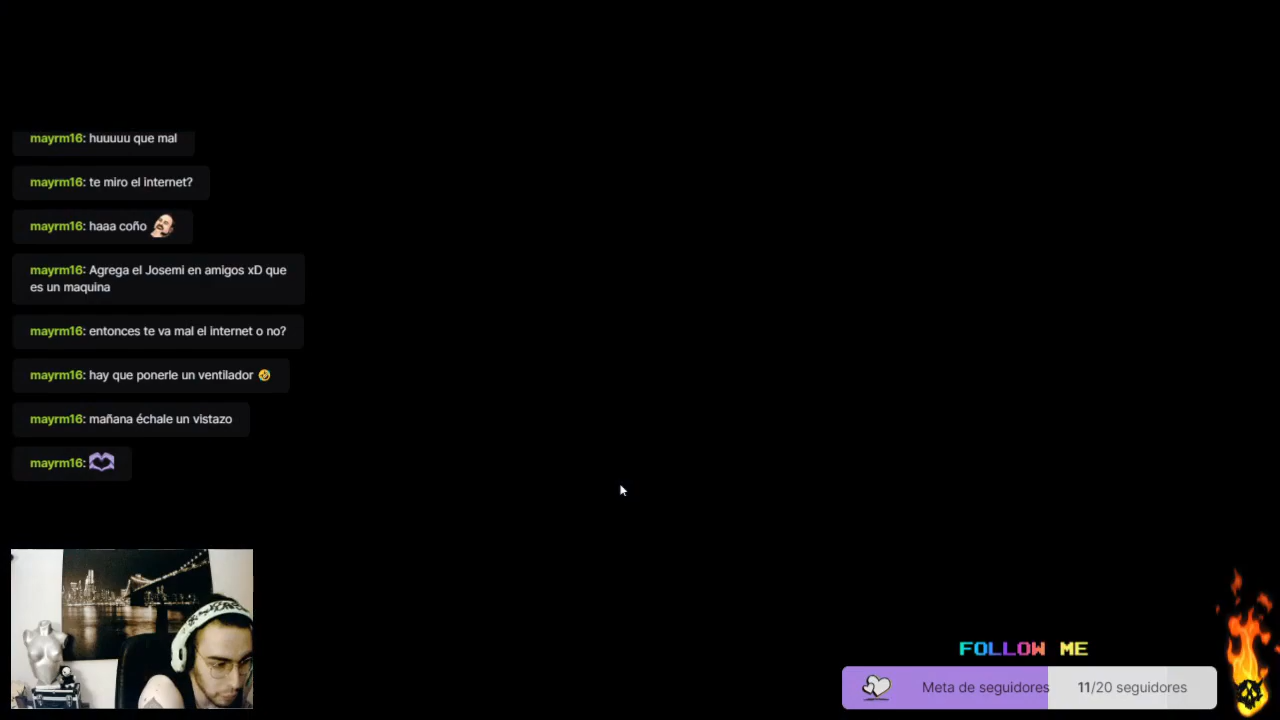 mayrm16: huuuuu que mal
mayrm16: te miro el internet?
mayrm16: haaa coño
mayrm16: Agrega el Josemi en amigos xD que
es un maquina
mayrm16: entonces te va mal el internet o no?
mayrm16: hay que ponerle un ventilador 🤣
mayrm16: mañana échale un vistazo
mayrm16:
FOLLOW ME
Meta de seguidores 11/20 seguidores